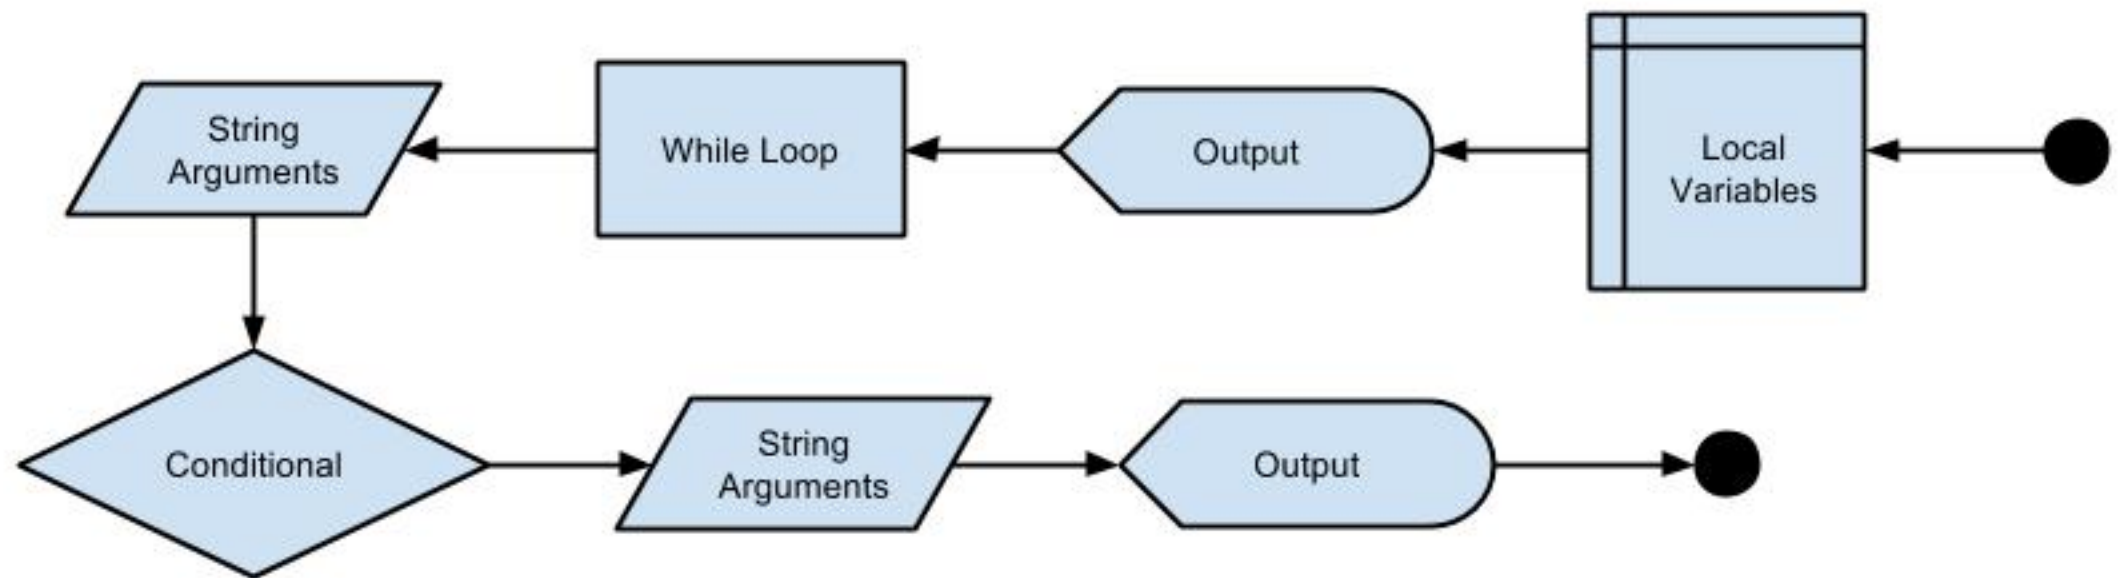 String
Arguments
While Loop
Output
Local
Variables
Conditional
String
Arguments
Output